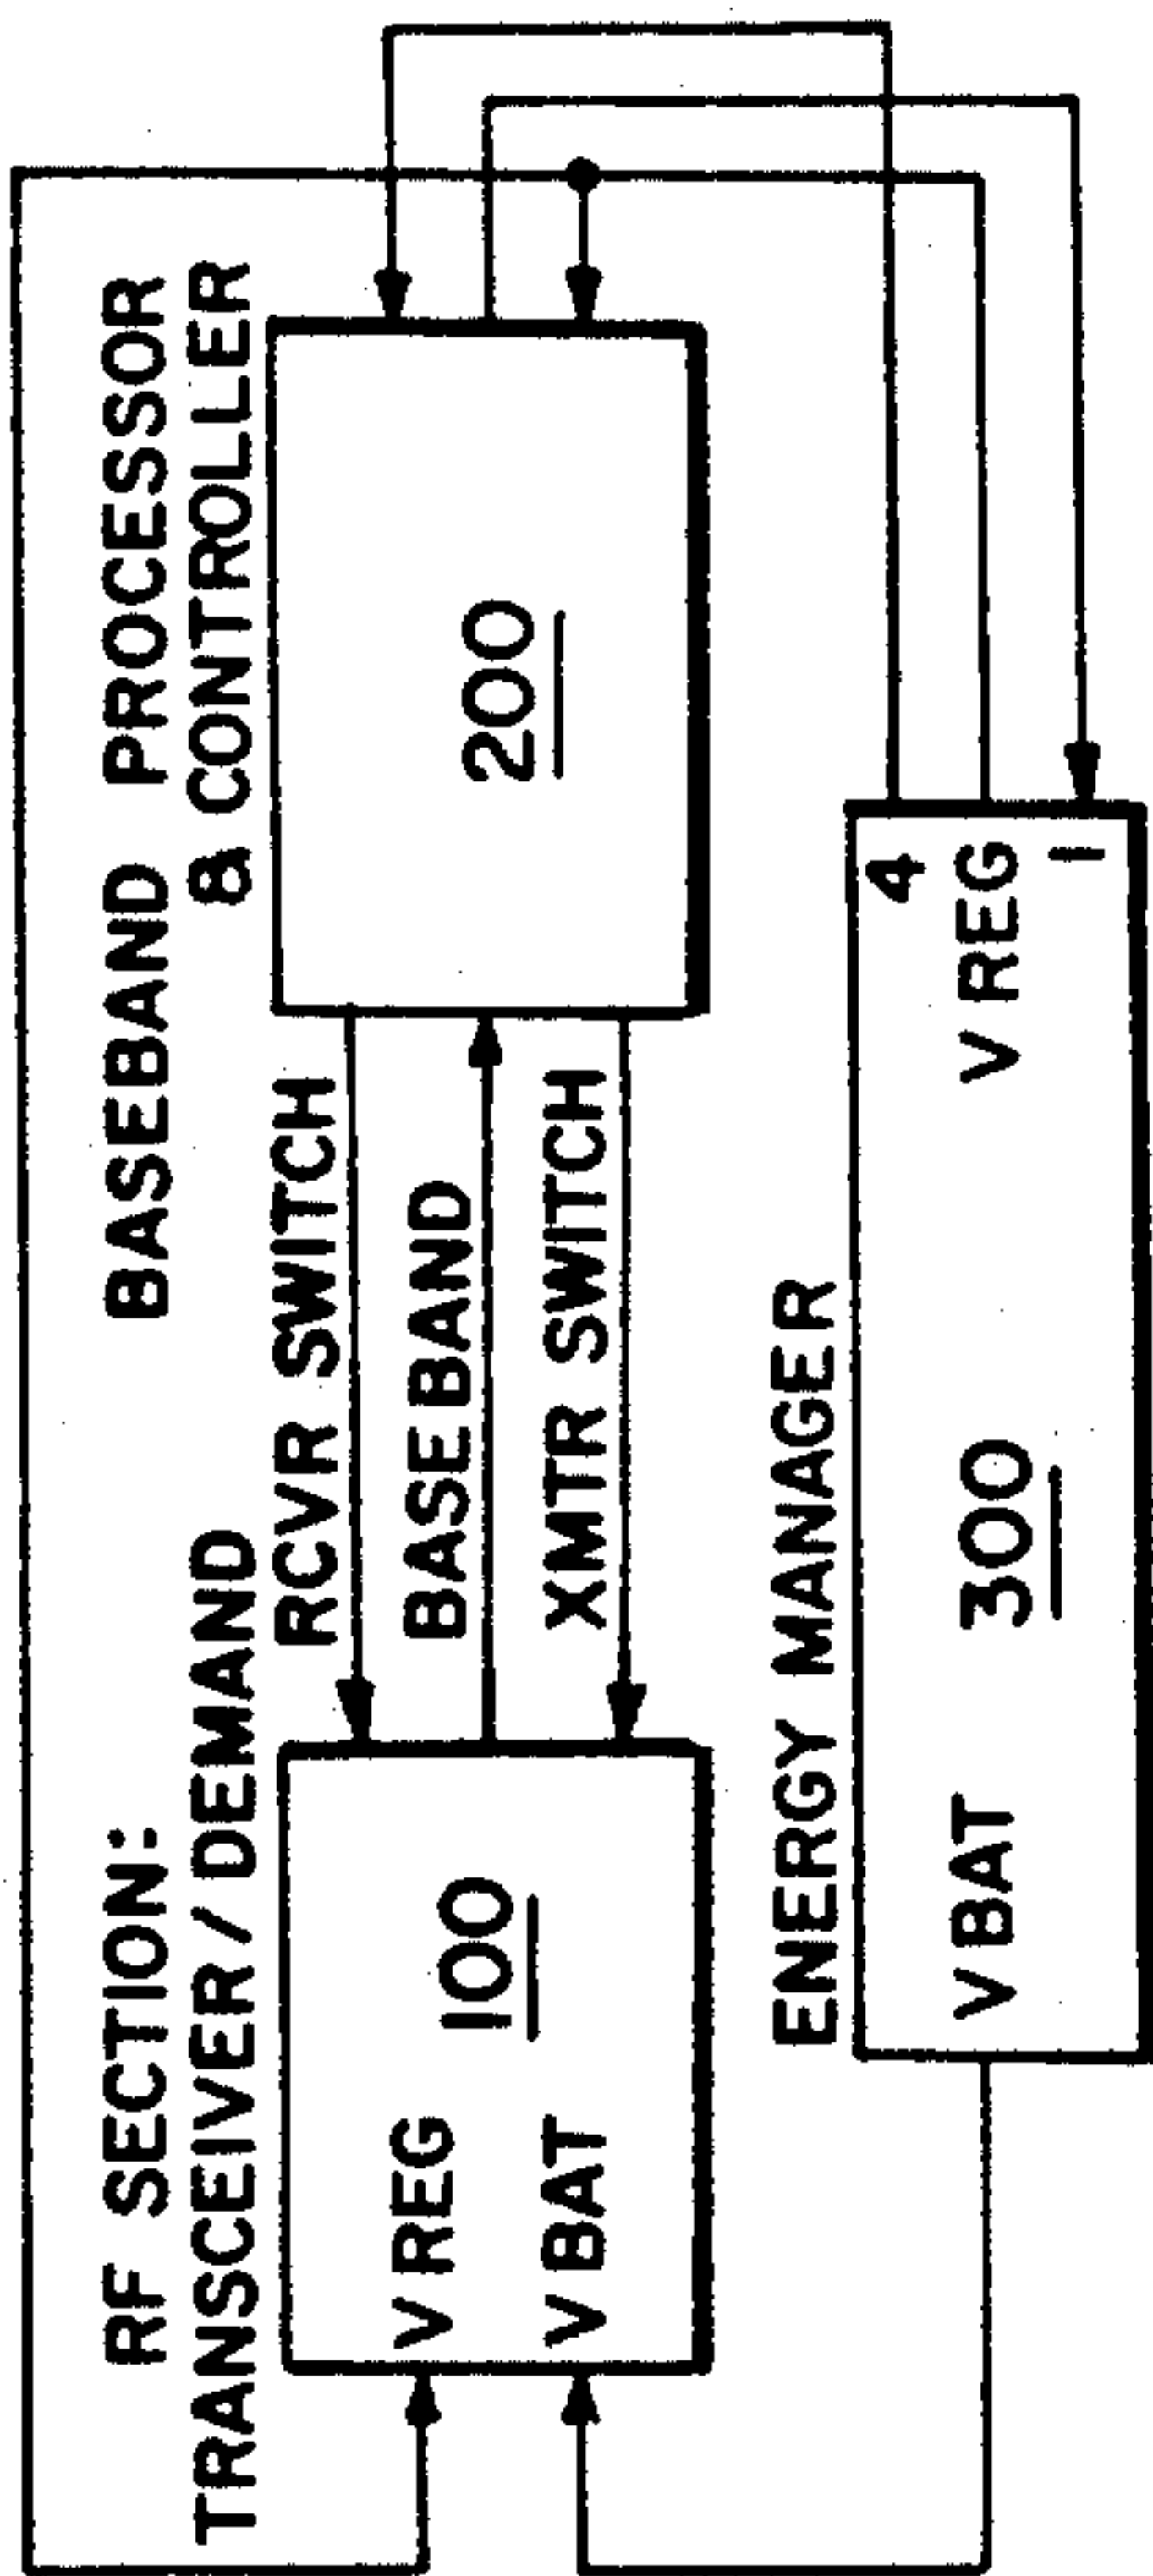 RF SECTION:
TRANSCEIVER / DEMAND
BASEBAND PROCESSOR
& CONTROLLER
RCVR SWITCH
BASE BAND
XMTR SWITCH
V REG
100
V BAT
200
ENERGY MANAGER
V BAT
300
4
V REG
1